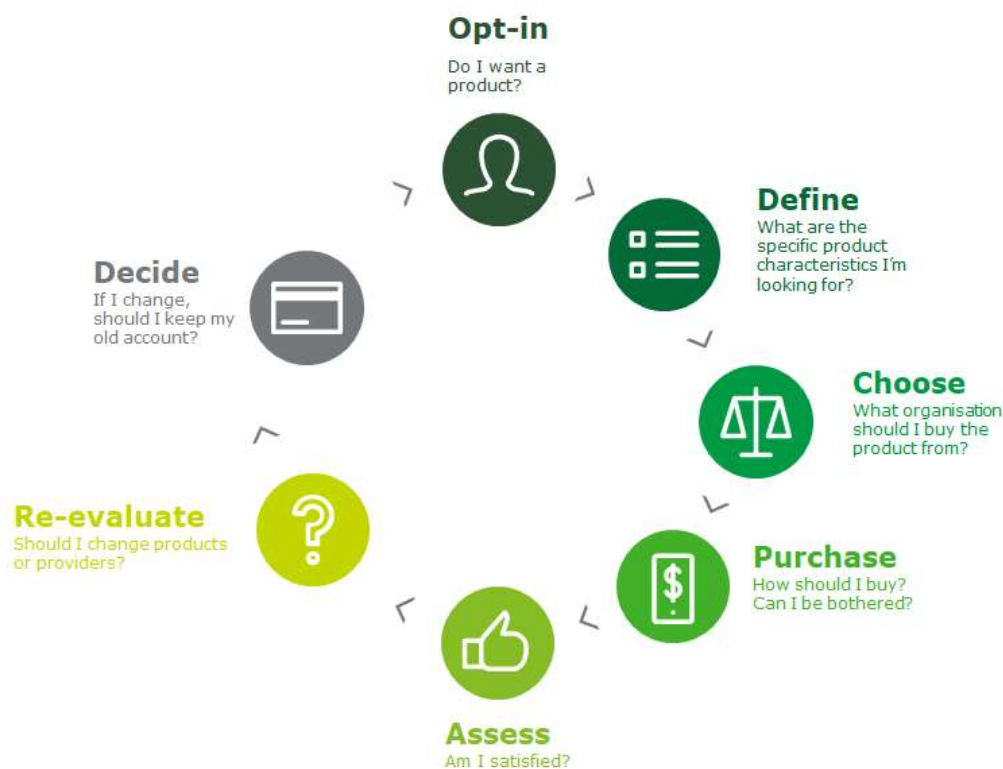 Opt-in
Do I want a
product?
Define
What are the
specific product
characteristics I'm
looking for?
Choose
What organisation
should I buy the
product from?
Purchase
How should I buy?
Can I be bothered?
$
Assess
Am I satisfied?
Re-evaluate
Should I change products
or providers?
?
Decide
If I change,
should I keep my
old account?